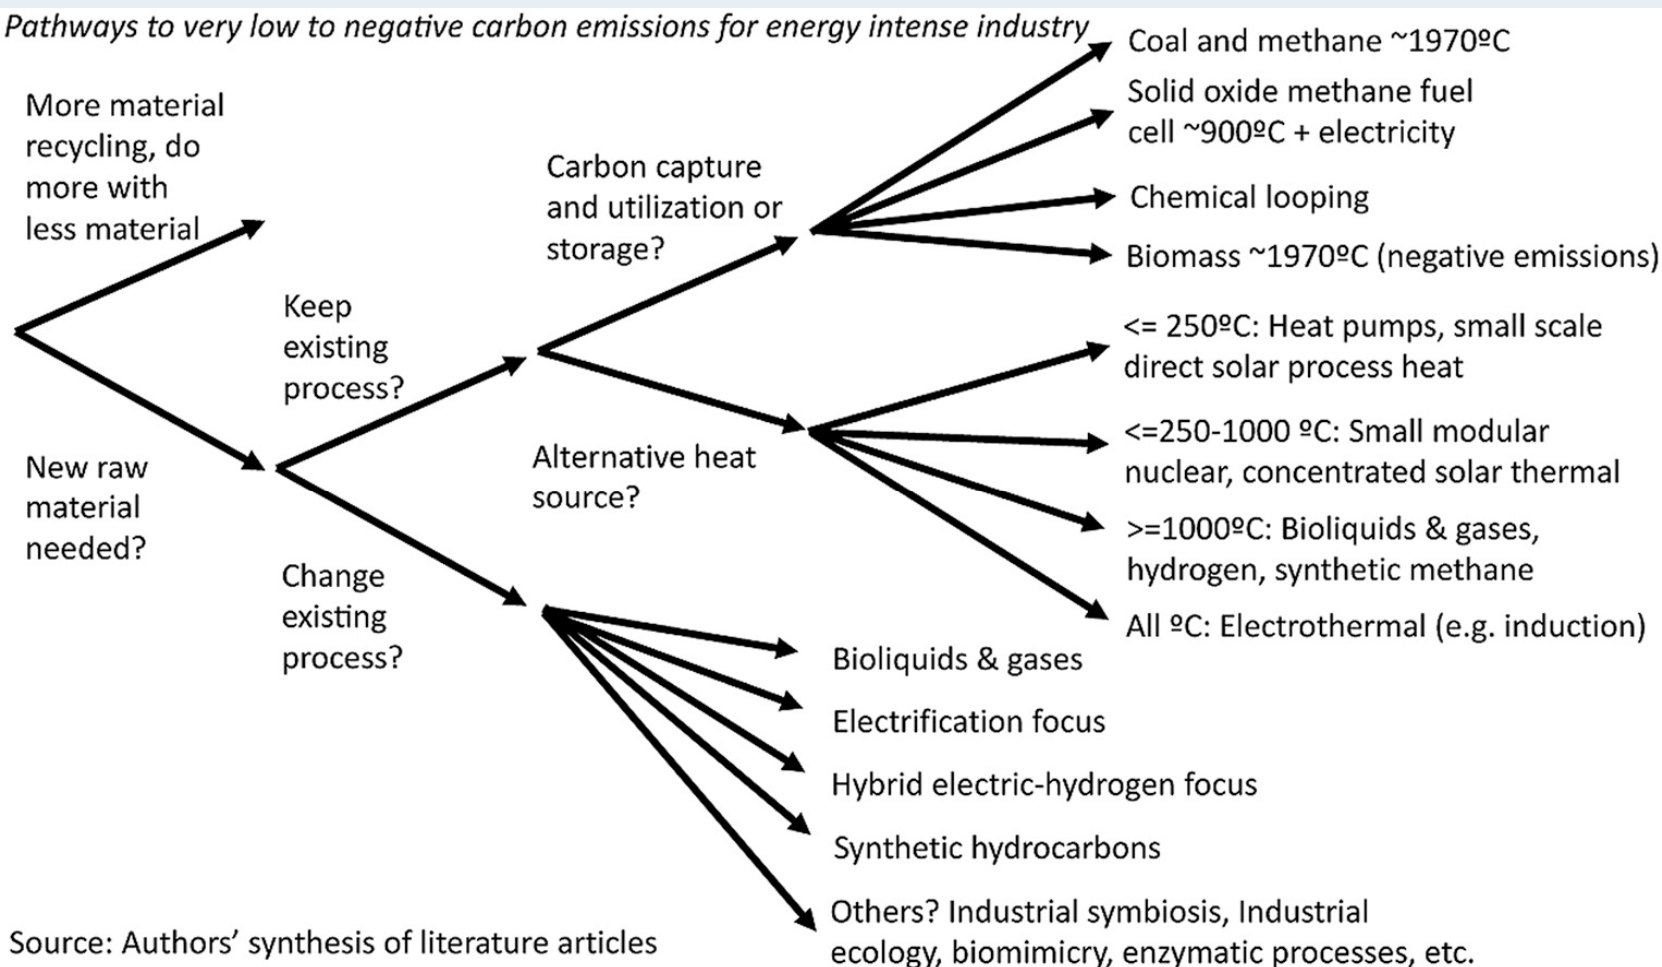 Pathways to very low to negative carbon emissions for energy intense industry
More material
recycling, do
more with
less material
New raw
material
needed?
Keep
existing
process?
Change
existing
process?
Carbon capture
and utilization or
storage?
Alternative heat
source?
Coal and methane ~1970ºC
Solid oxide methane fuel
cell ~900ºC + electricity
Chemical looping
Biomass ~1970ºC (negative emissions)
<= 250ºC: Heat pumps, small scale
direct solar process heat
<=250-1000 ºC: Small modular
nuclear, concentrated solar thermal
>=1000ºC: Bioliquids & gases,
hydrogen, synthetic methane
All ºC: Electrothermal (e.g. induction)
Bioliquids & gases
Electrification focus
Hybrid electric-hydrogen focus
Synthetic hydrocarbons
Others? Industrial symbiosis, Industrial
ecology, biomimicry, enzymatic processes, etc.
Source: Authors’ synthesis of literature articles